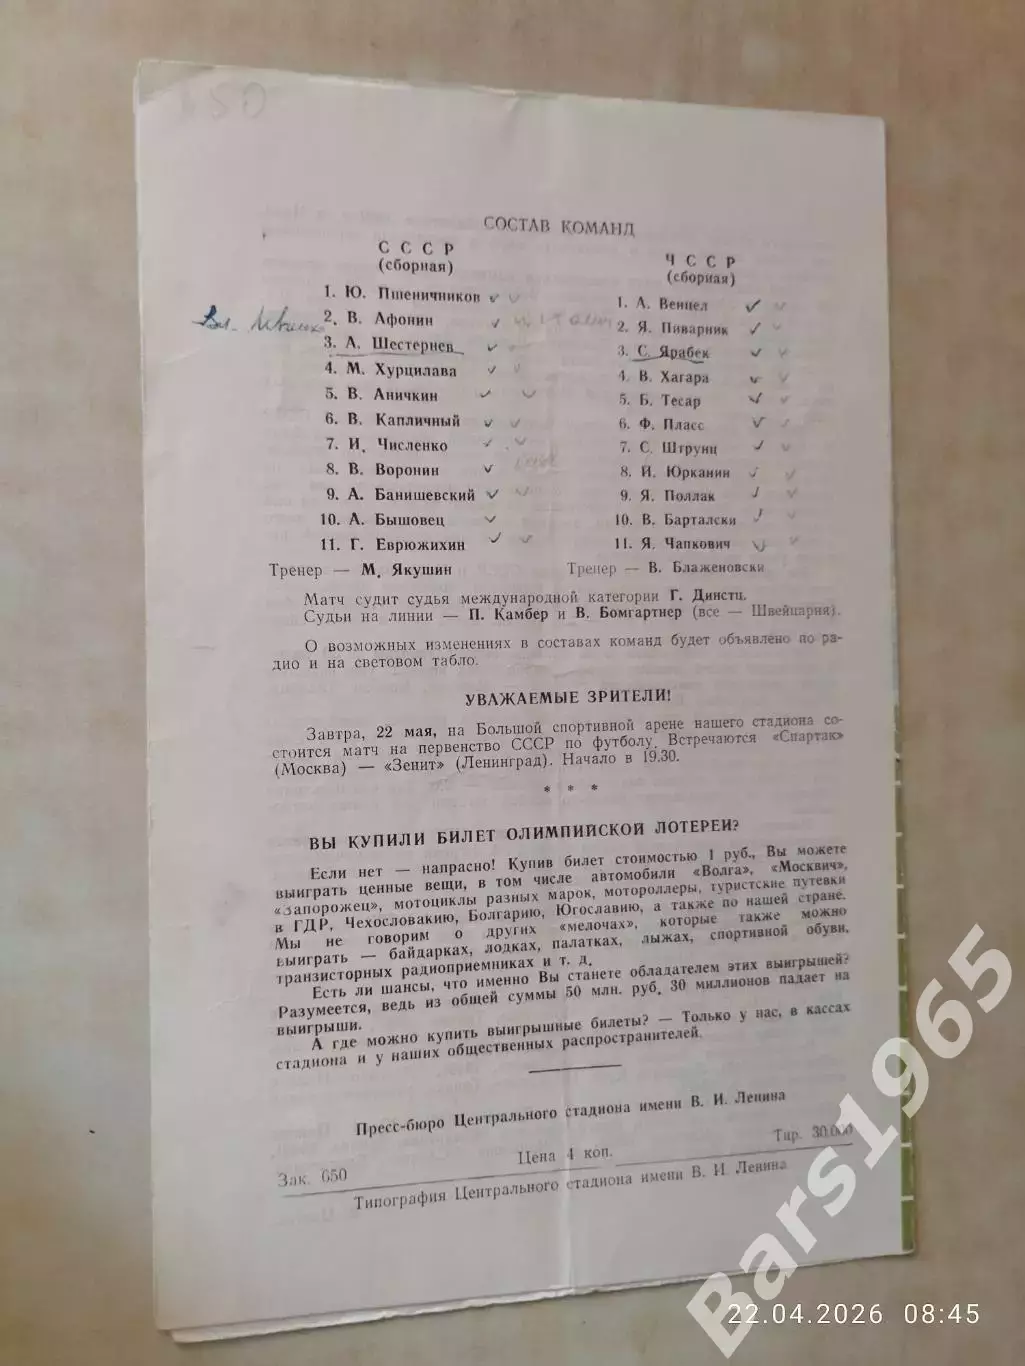 650
СОСТАВ КОМАНД
СССР
(сборная)
1. Ю. Пшеничников
2. В. Афонин
3. А. Шестернев
4. М. Хурцилава
5. В. Аничкин
6. В. Капличный
7. И. Численко
8. В. Воронин
9. А. Банишевский
10. А. Бышовец
11. Г. Еврюжихин
Тренер — М. Якушин
ЧССР
(сборная)
1. А. Венцел
2. Я. Пиварник
3. С. Ярабек
4. В. Хагара
5. Б. Тесар
6. Ф. Пласс
7. С. Штрунц
8. И. Юрканин
9. Я. Поллак
10. В. Барталски
11. Я. Чапкович
Тренер — В. Блаженовски
Матч судит судья международной категории Г. Динстц.
Судьи на линии — П. Камбер и В. Бомгартнер (все — Швейцария).
О возможных изменениях в составах команд будет объявлено по ра-
дио и на световом табло.
УВАЖАЕМЫЕ ЗРИТЕЛИ!
Завтра, 22 мая, на Большой спортивной арене нашего стадиона со-
стоится матч на первенство СССР по футболу. Встречаются «Спартак»
(Москва) — «Зенит» (Ленинград). Начало в 19.30.
* * *
ВЫ КУПИЛИ БИЛЕТ ОЛИМПИЙСКОЙ ЛОТЕРЕИ?
Если нет — напрасно! Купив билет стоимостью 1 руб., Вы можете
выиграть ценные вещи, в том числе автомобили «Волга», «Москвич»,
«Запорожец», мотоциклы разных марок, мотороллеры, туристские путевки
в ГДР, Чехословакию, Болгарию, Югославию, а также по нашей стране.
Мы не говорим о других «мелочах», которые также можно
выиграть — байдарках, лодках, палатках, лыжах, спортивной обуви,
транзисторных радиоприемниках и т. д.
Есть ли шансы, что именно Вы станете обладателем этих выигрышей?
Разумеется, ведь из общей суммы 50 млн. руб. 30 миллионов падает на
выигрыши.
А где можно купить выигрышные билеты? — Только у нас, в кассах
стадиона и у наших общественных распространителей.
Пресс-бюро Центрального стадиона имени В. И. Ленина
Зак. 650 Цена 4 коп. Тир. 30.000
Типография Центрального стадиона имени В. И. Ленина
Bars1965
22.04.2026 08:45